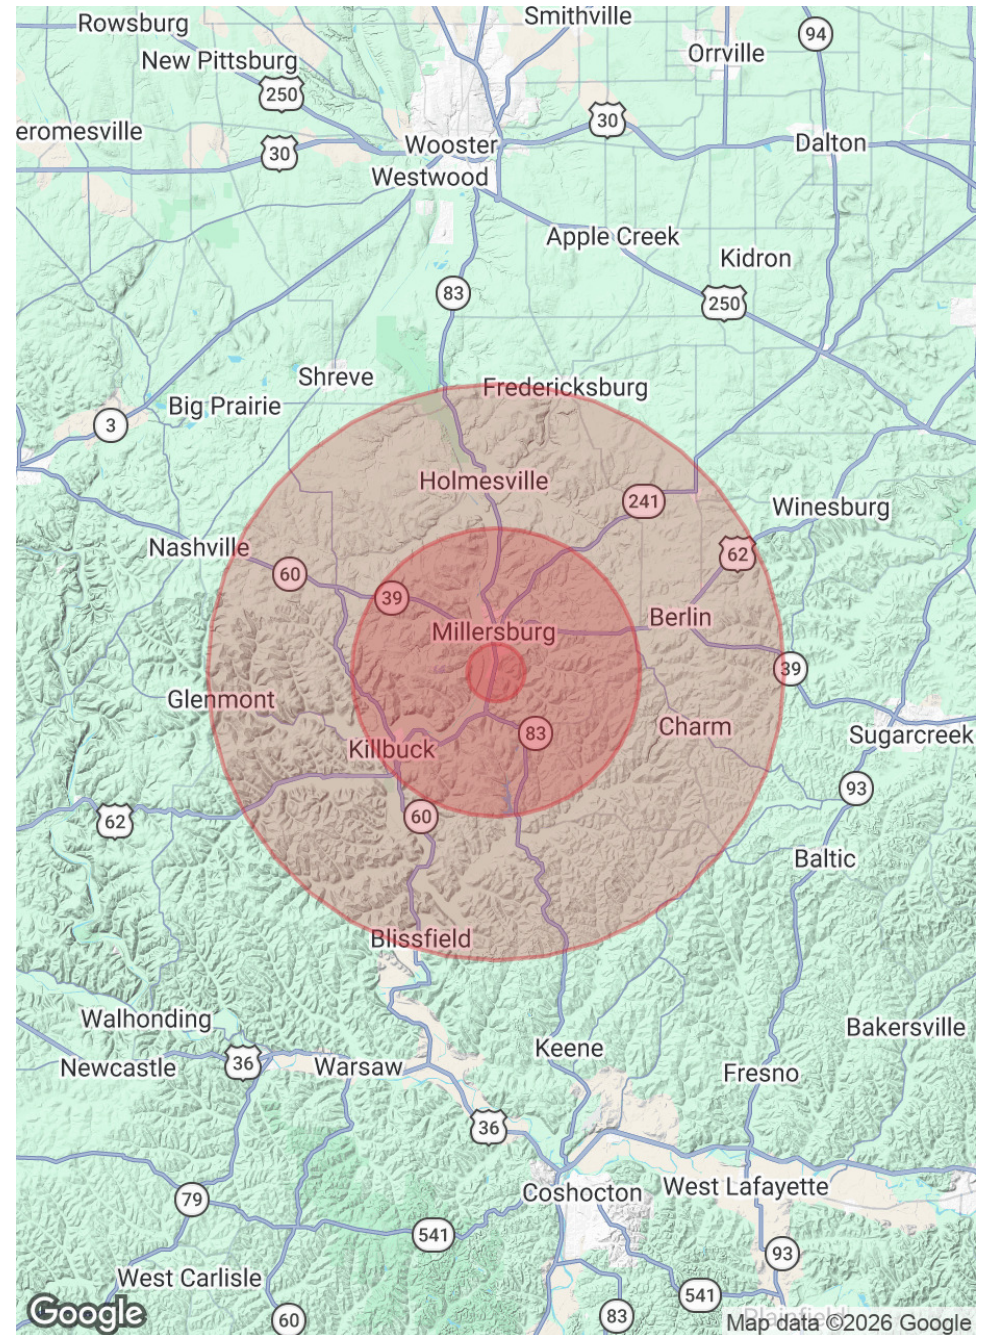 Smithville
Rowsburg
94
Orrville
New Pittsburg
250
30
eromesville
Wooster
Dalton
30
Westwood
Apple Creek
Kidron
83
250
Shreve
Fredericksburg
Big Prairie
3
Holmesville
241
Winesburg
Nashville
62
60
39
Berlin
Millersburg
39
Glenmont
Charm
83
Sugarcreek
Killbuck
93
60
62
Baltic
Blissfield
Walhonding
Bakersville
Keene
36
Newcastle
Warsaw
Fresno
36
West Lafayette
Coshocton
79
541
93
West Carlisle
541
Google
60
83
Plainfield
Map data ©2026 Google